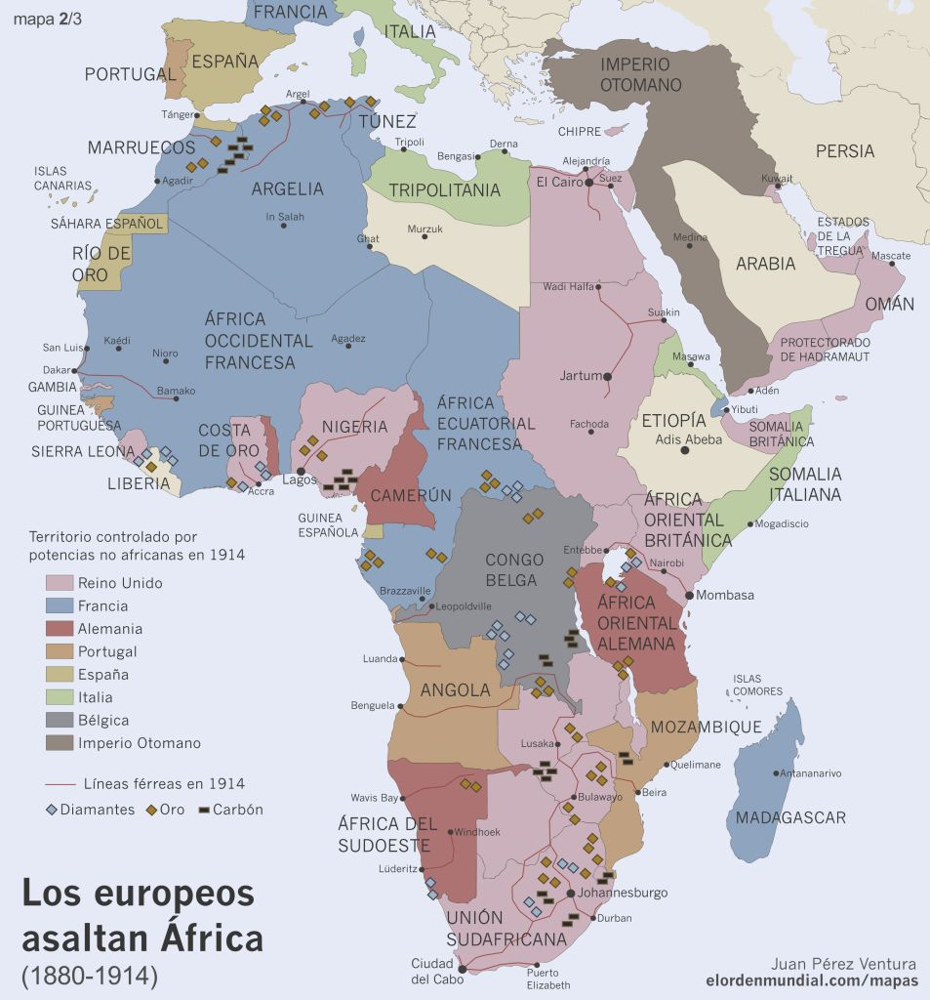 mapa 2/3
FRANCIA
ITALIA
PORTUGAL
ESPAÑA
IMPERIO
OTOMANO
Argel
Tánger
TÚNEZ
CHIPRE
MARRUECOS
PERSIA
Trípoli
Bengasi
Derna
Alejandría
El Cairo
Suez
Kuwait
ISLAS
CANARIAS
Agadir
ARGELIA
TRIPOLITANIA
SÁHARA ESPAÑOL
In Salah
Ghat
Murzuk
Medina
ESTADOS
DE LA
TREGUA
Mascate
RÍO DE
ORO
ARABIA
Wadi Halfa
OMÁN
Suakin
ÁFRICA
OCCIDENTAL
FRANCESA
San Luis
Kaédi
Nioro
Agadez
PROTECTORADO
DE HADRAMAUT
Dakar
Masawa
Jartum
GAMBIA
Bamako
Adén
GUINEA
PORTUGUESA
ÁFRICA
ECUATORIAL
FRANCESA
Yibuti
COSTA
DE ORO
NIGERIA
Fachoda
ETIOPÍA
Adis Abeba
SOMALIA
BRITÁNICA
SIERRA LEONA
LIBERIA
Lagos
Accra
CAMERÚN
SOMALIA
ITALIANA
ÁFRICA
ORIENTAL
BRITÁNICA
GUINEA
ESPAÑOLA
Mogadiscio
Entebbe
Nairobi
CONGO
BELGA
Mombasa
Brazzaville
Leopoldville
ÁFRICA
ORIENTAL
ALEMANA
Luanda
ANGOLA
Benguela
ISLAS
COMORES
MOZAMBIQUE
Lusaka
Quelimane
Antananarivo
Beira
Wavis Bay
Bulawayo
MADAGASCAR
ÁFRICA DEL
SUDOESTE
Windhoek
Lüderitz
Johannesburgo
UNIÓN
SUDAFRICANA
Durban
Ciudad
del Cabo
Puerto
Elizabeth
Territorio controlado por
potencias no africanas en 1914
Reino Unido
Francia
Alemania
Portugal
España
Italia
Bélgica
Imperio Otomano
Líneas férreas en 1914
Diamantes Oro Carbón
Los europeos
asaltan África
(1880-1914)
Juan Pérez Ventura
elordenmundial.com/mapas